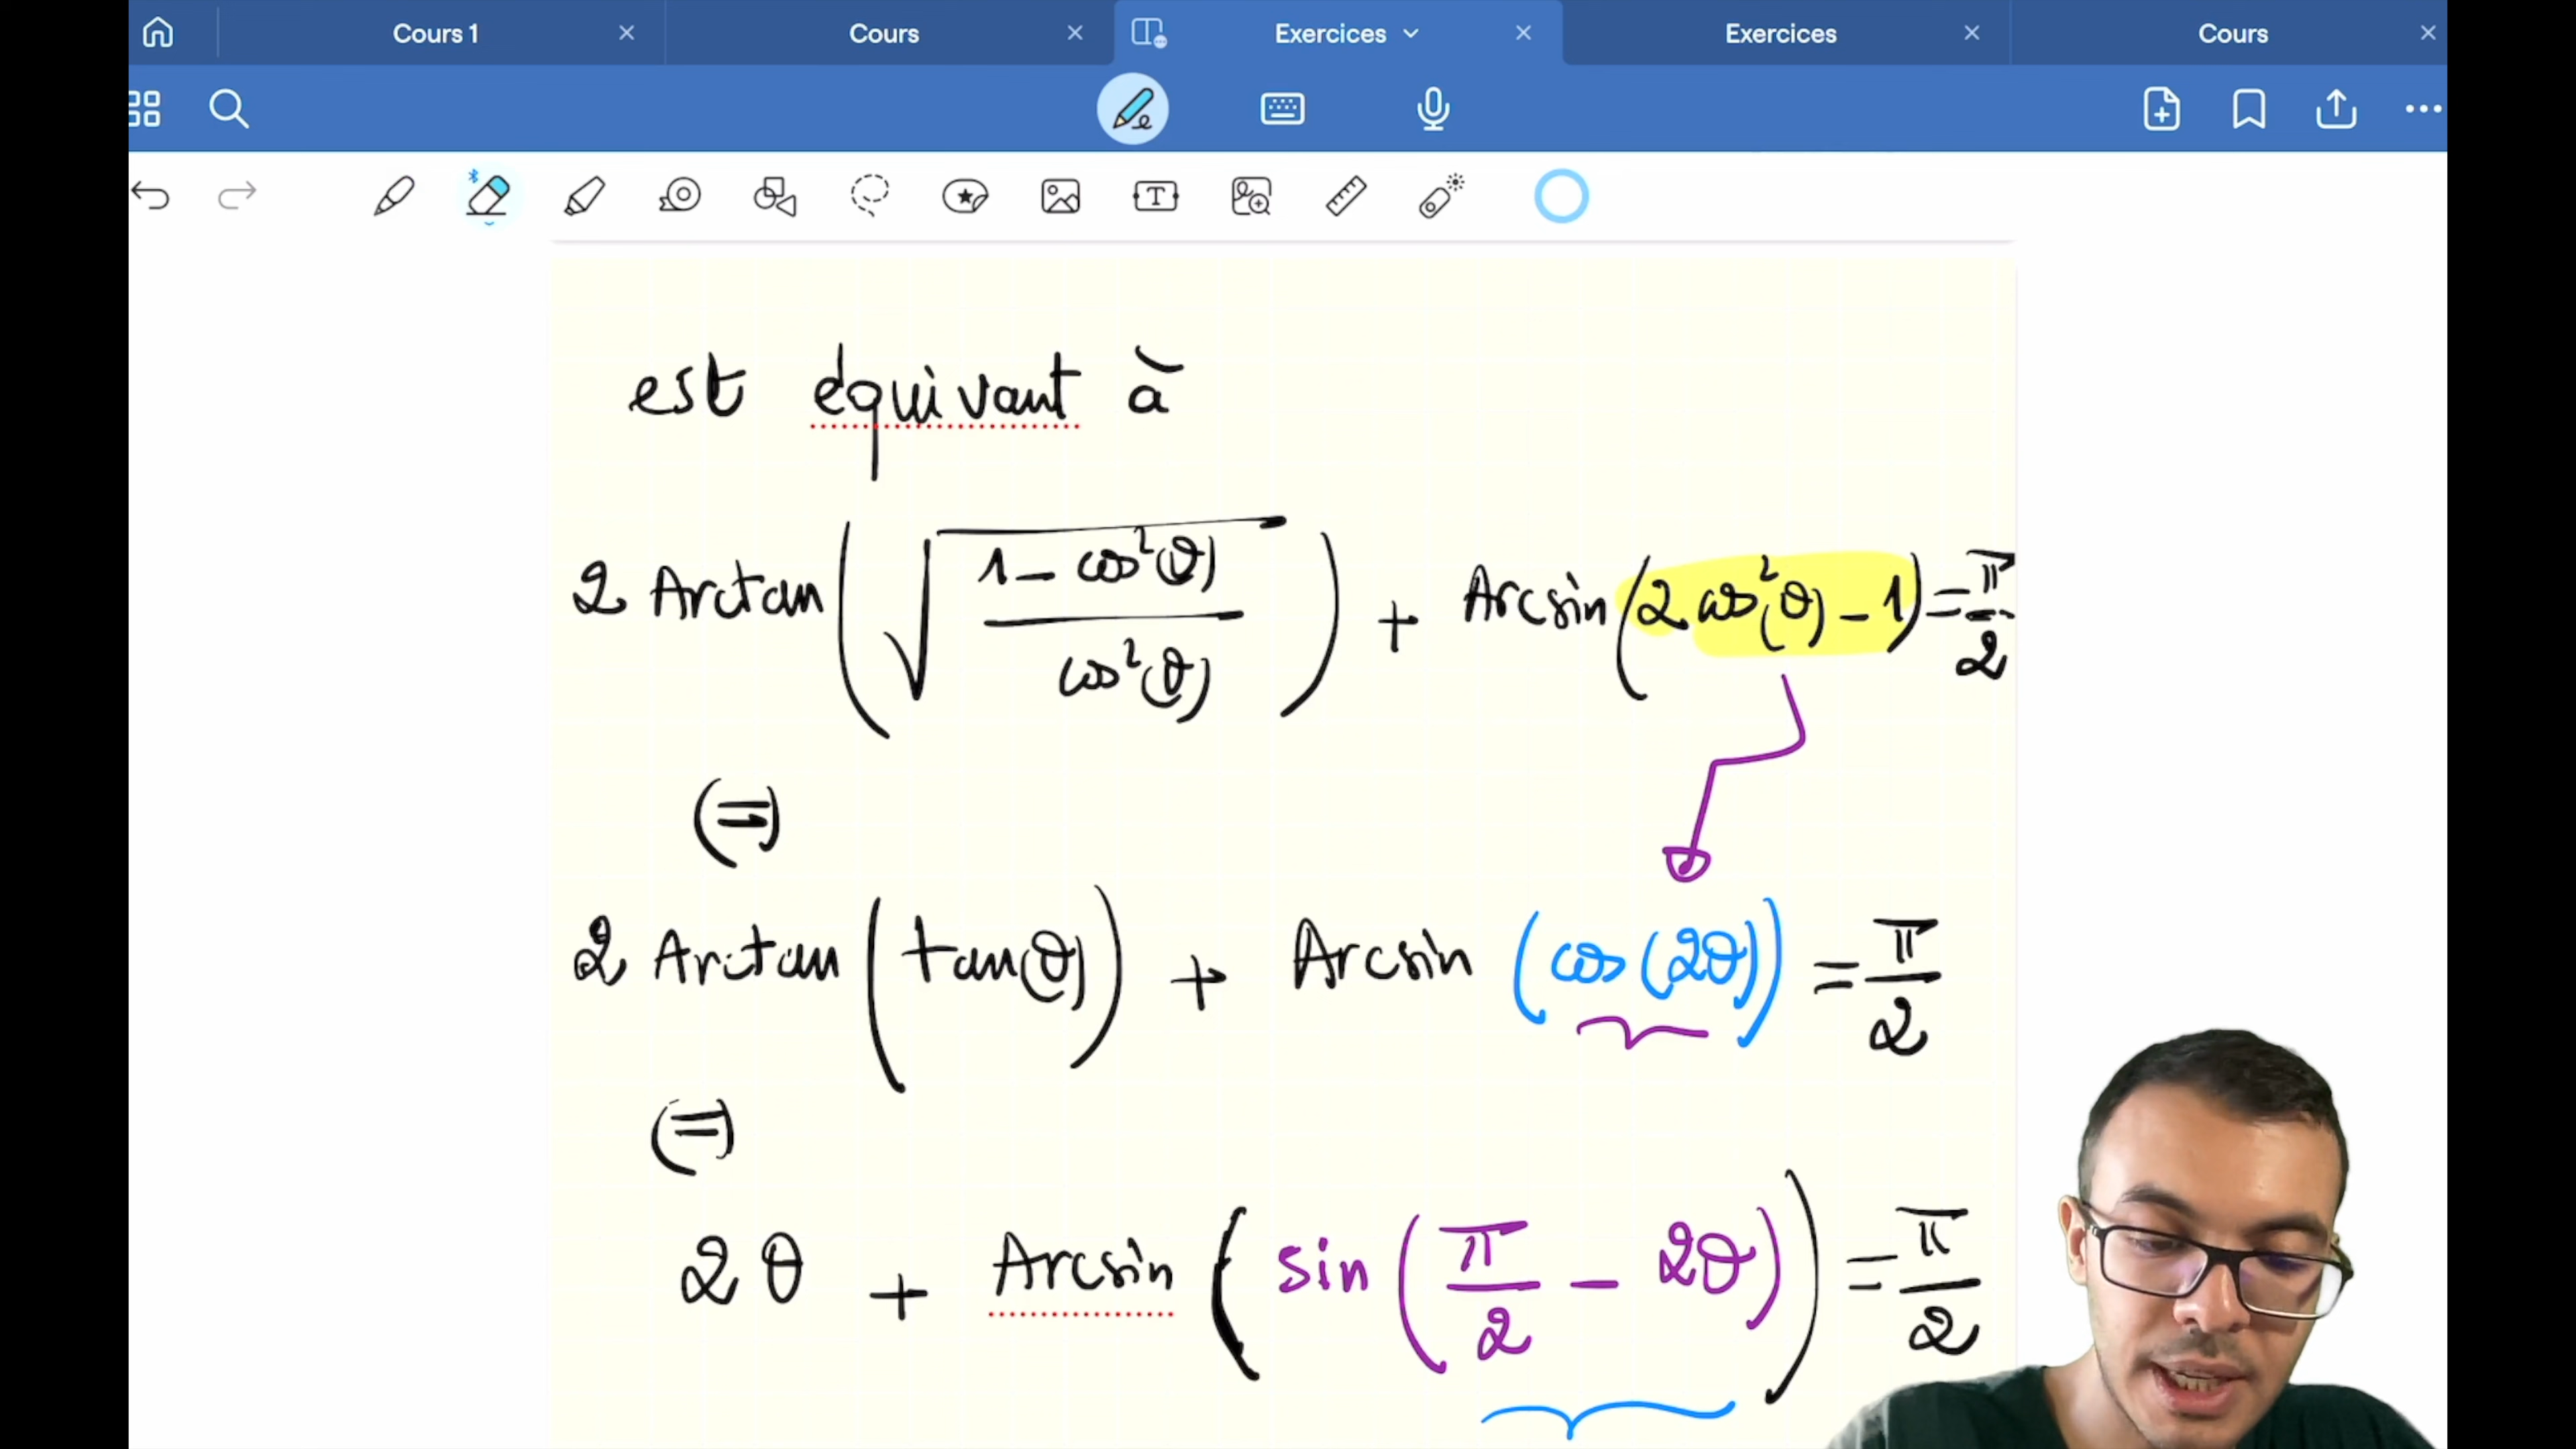 Cours 1 Cours Exercices Exercices Cours
est équivant à
2 Arctan(√((1 - cos²(θ))/(cos²(θ)))) + Arcsin(2cos²(θ) - 1) = π/2
(=)
2 Arctan(tan(θ)) + Arcsin(cos(2θ)) = π/2
(=)
2θ + Arcsin(sin(π/2 - 2θ)) = π/2